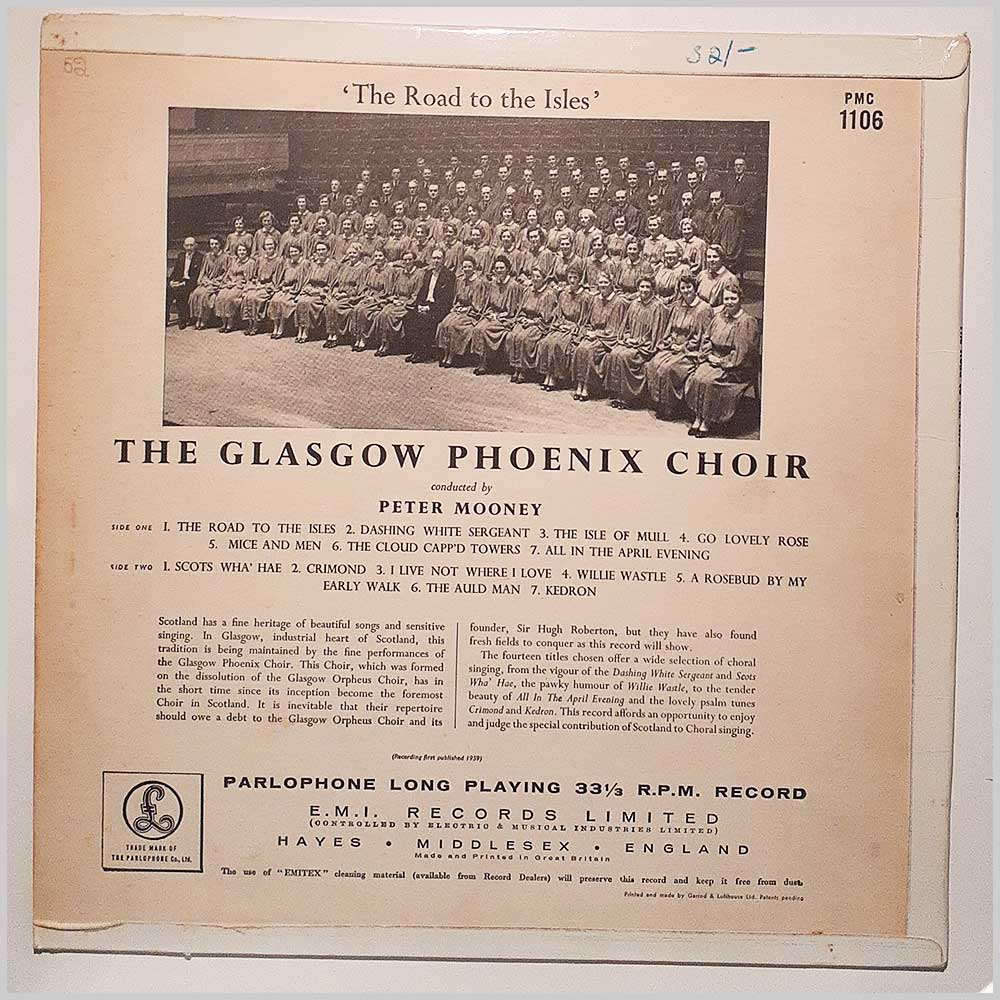 52
32/-
'The Road to the Isles'
PMC
1106
THE GLASGOW PHOENIX CHOIR
conducted by
PETER MOONEY
SIDE ONE 1. THE ROAD TO THE ISLES 2. DASHING WHITE SERGEANT 3. THE ISLE OF MULL 4. GO LOVELY ROSE
5. MICE AND MEN 6. THE CLOUD CAPP'D TOWERS 7. ALL IN THE APRIL EVENING
SIDE TWO 1. SCOTS WHA' HAE 2. CRIMOND 3. I LIVE NOT WHERE I LOVE 4. WILLIE WASTLE 5. A ROSEBUD BY MY
EARLY WALK 6. THE AULD MAN 7. KEDRON
Scotland has a fine heritage of beautiful songs and sensitive
singing. In Glasgow, industrial heart of Scotland, this
tradition is being maintained by the fine performances of
the Glasgow Phoenix Choir. This Choir, which was formed
on the dissolution of the Glasgow Orpheus Choir, has in
the short time since its inception become the foremost
Choir in Scotland. It is inevitable that their repertoire
should owe a debt to the Glasgow Orpheus Choir and its
founder, Sir Hugh Roberton, but they have also found
fresh fields to conquer as this record will show.
The fourteen titles chosen offer a wide selection of choral
singing, from the vigour of the Dashing White Sergeant and Scots
Wha' Hae, the pawky humour of Willie Wastle, to the tender
beauty of All In The April Evening and the lovely psalm tunes
Crimond and Kedron. This record affords an opportunity to enjoy
and judge the special contribution of Scotland to Choral singing.
(Recording first published 1959)
PARLOPHONE LONG PLAYING 33⅓ R.P.M. RECORD
E.M.I. RECORDS LIMITED
(CONTROLLED BY ELECTRIC & MUSICAL INDUSTRIES LIMITED)
HAYES • MIDDLESEX • ENGLAND
Made and Printed in Great Britain
£
TRADE MARK OF
THE PARLOPHONE Co., Ltd.
The use of "EMITEX" cleaning material (available from Record Dealers) will preserve this record and keep it free from dust.
Printed and made by Garrod & Lofthouse Ltd. Patents pending